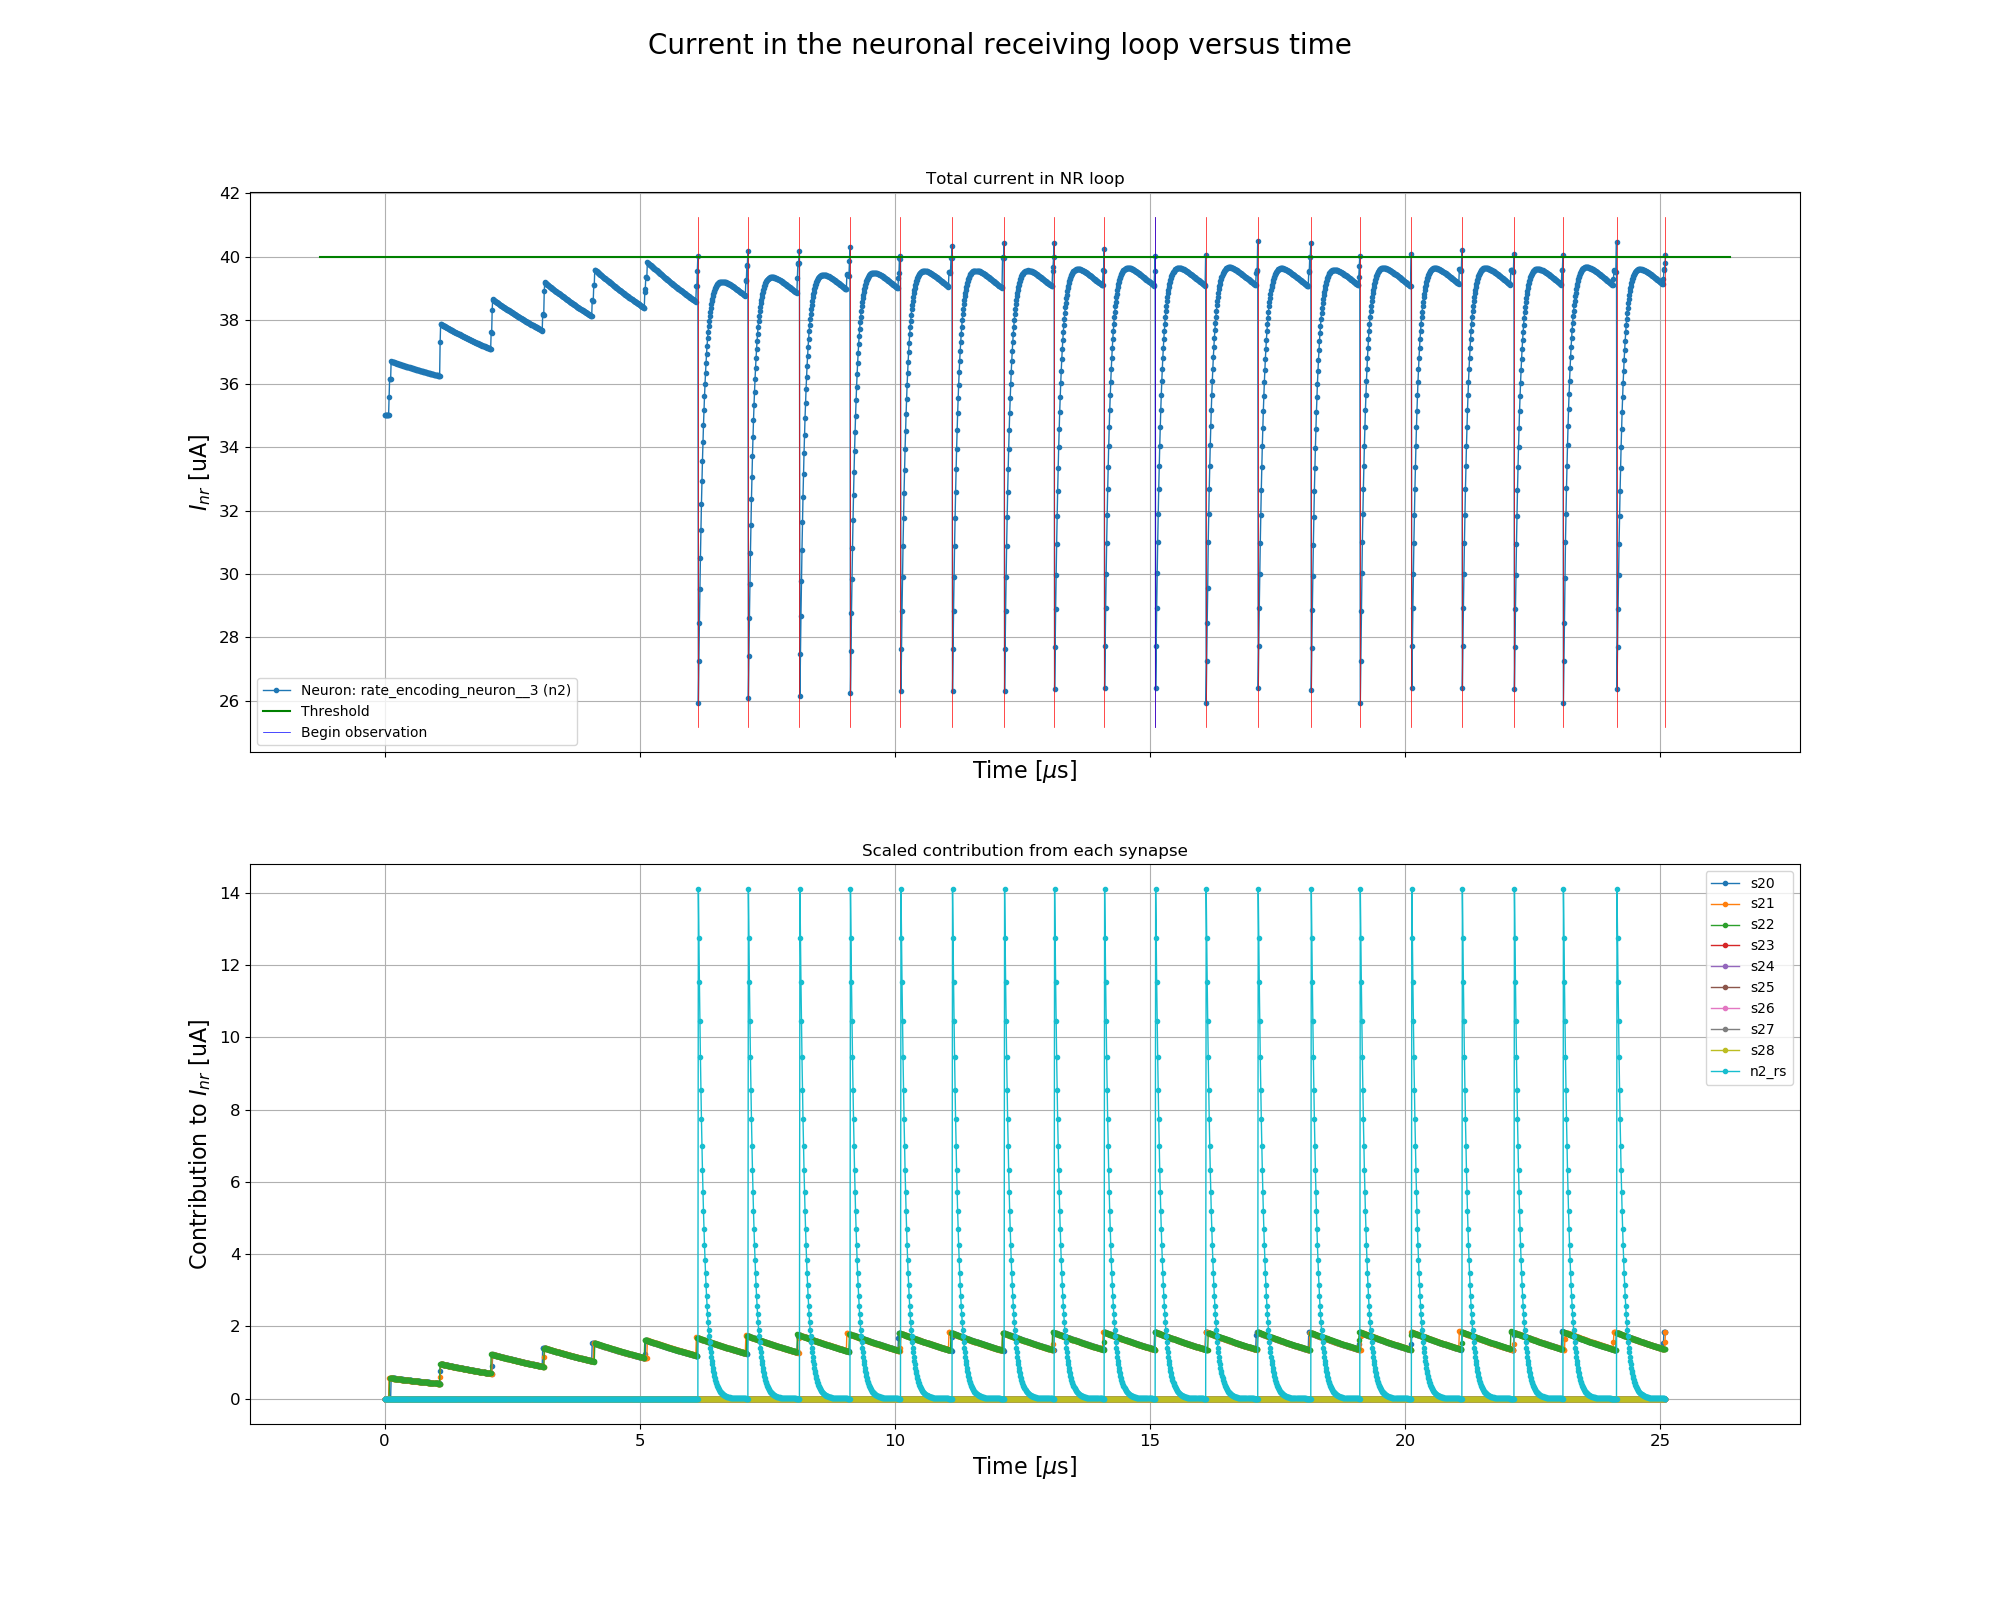 Current in the neuronal receiving loop versus time
Total current in NR loop
42
40
38
36
34
32
30
28
26
I_nr [uA]
Neuron: rate_encoding_neuron__3 (n2)
Threshold
Begin observation
Time [μs]
Scaled contribution from each synapse
14
12
10
8
6
4
2
0
Contribution to I_nr [uA]
s20
s21
s22
s23
s24
s25
s26
s27
s28
n2_rs
0 5 10 15 20 25
Time [μs]